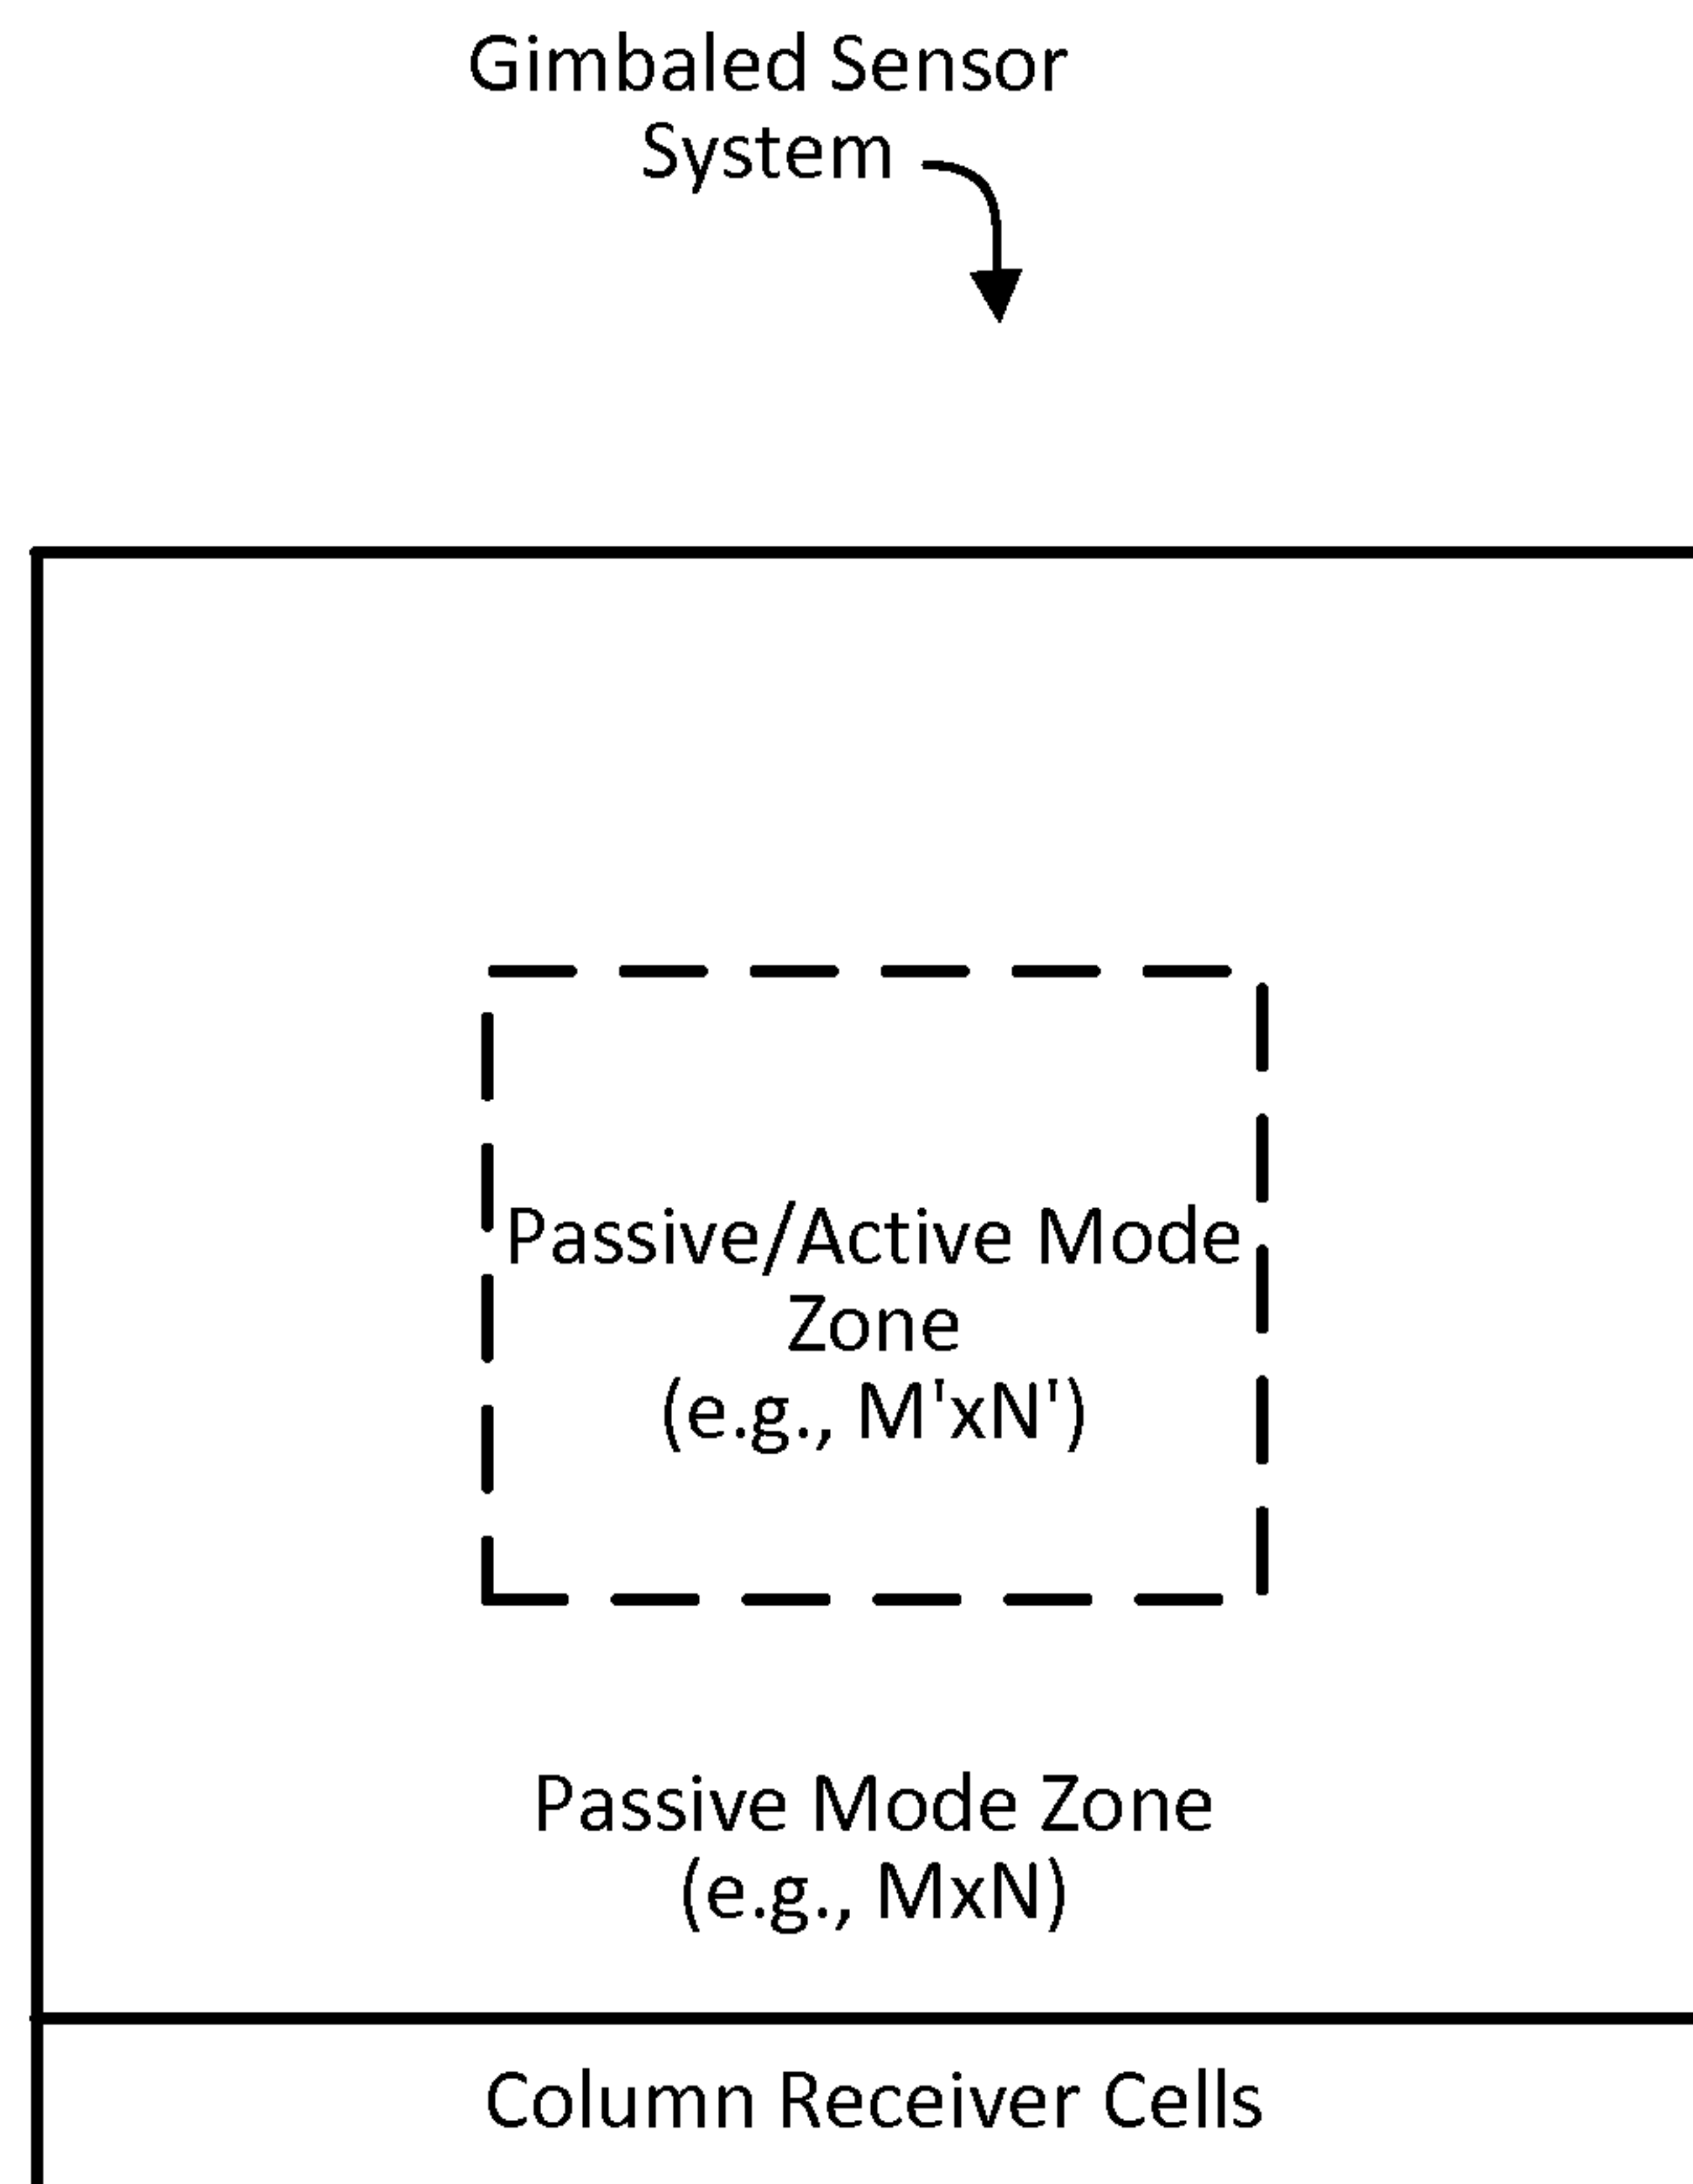 Gimbaled Sensor
System
Passive/Active Mode
Zone
(e.g., M'xN')
Passive Mode Zone
(e.g., MxN)
Column Receiver Cells